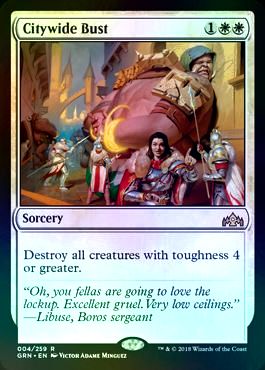 Citywide Bust 1
Sorcery
Destroy all creatures with toughness 4
or greater.
"Oh, you fellas are going to love the
lockup. Excellent gruel. Very low ceilings."
—Libuse, Boros sergeant
004/259 R
GRN • EN VICTOR ADAME MINGUEZ
™ & © 2018 Wizards of the Coast